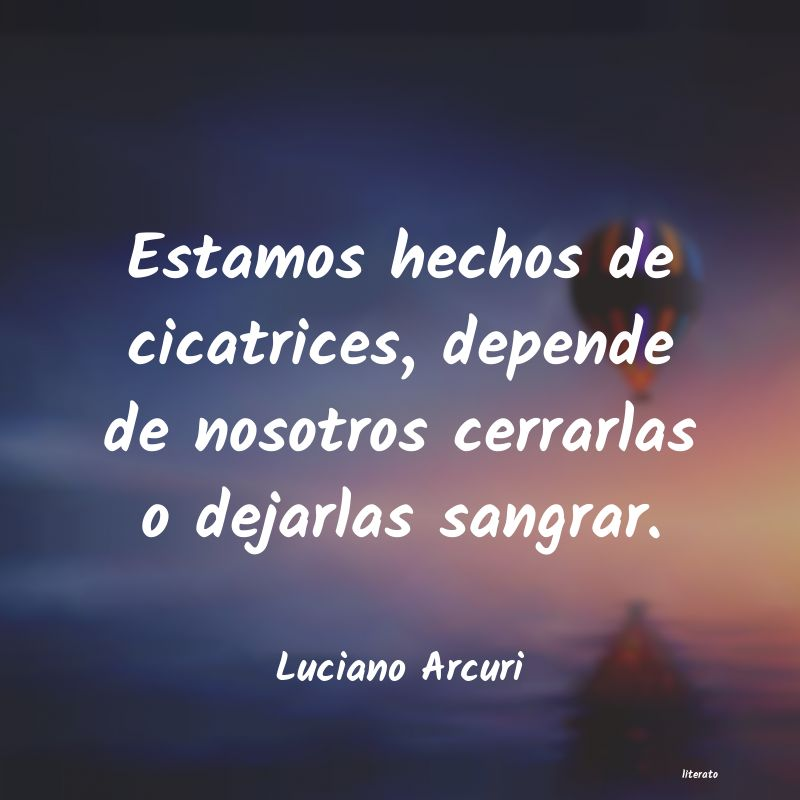 Estamos hechos de
cicatrices, depende
de nosotros cerrarlas
o dejarlas sangrar.
Luciano Arcuri
literato